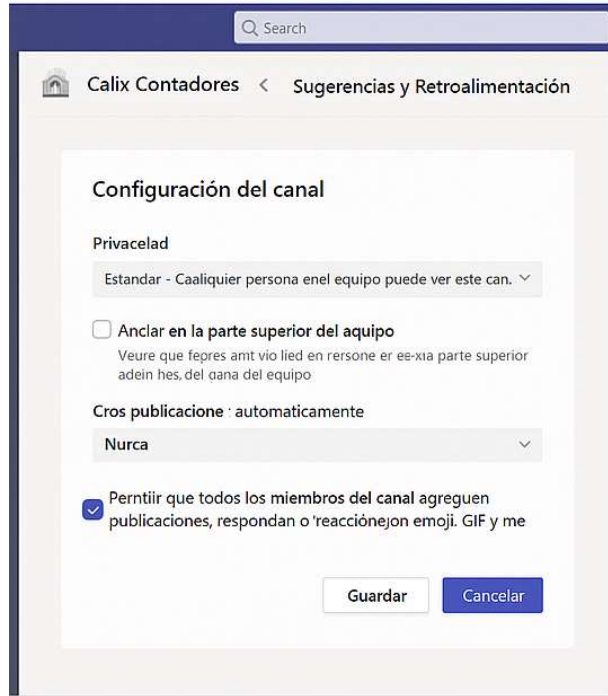 Search
Calix Contadores < Sugerencias y Retroalimentación
Configuración del canal
Privacelad
Estandar - Caaliquier persona enel equipo puede ver este can.
Anclar en la parte superior del aquipo
Veure que fepres amt vio lied en rersone er ee-xıa parte superior
adein hes, del gana del equipo
Cros publicacione : automaticamente
Nurca
Perntiir que todos los miembros del canal agreguen
publicaciones, respondan o 'reacciónejon emoji. GIF y me
Guardar
Cancelar